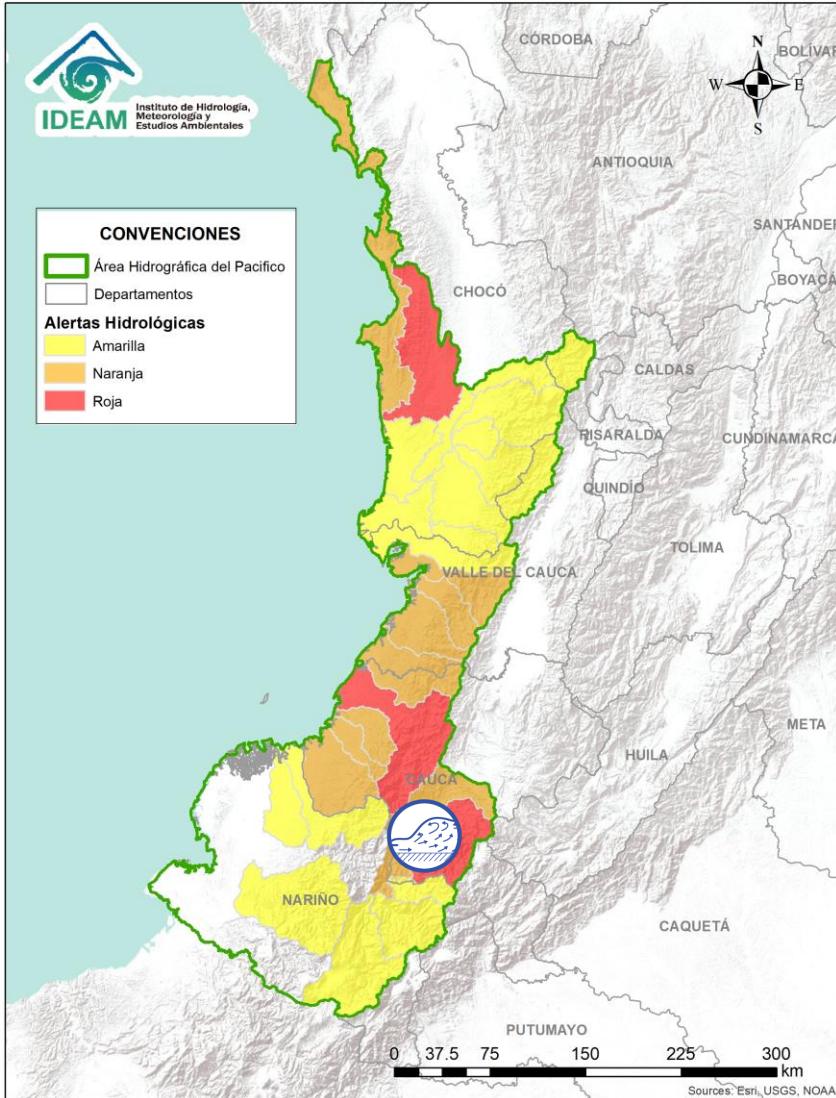 IDEAM
Instituto de Hidrología,
Meteorología y
Estudios Ambientales
CÓRDOBA
BOLÍVAR
N
W
E
S
ANTIOQUIA
SANTANDER
BOYACÁ
CONVENCIONES
Área Hidrográfica del Pacifico
Departamentos
Alertas Hidrológicas
Amarilla
Naranja
Roja
CHOCÓ
CALDAS
RISARALDA
CUNDINAMARCA
QUINDÍO
TOLIMA
VALLE DEL CAUCA
META
HUILA
CAUCA
NARIÑO
CAQUETÁ
PUTUMAYO
0 37.5 75 150 225 300
km
Sources: Esri, USGS, NOAA